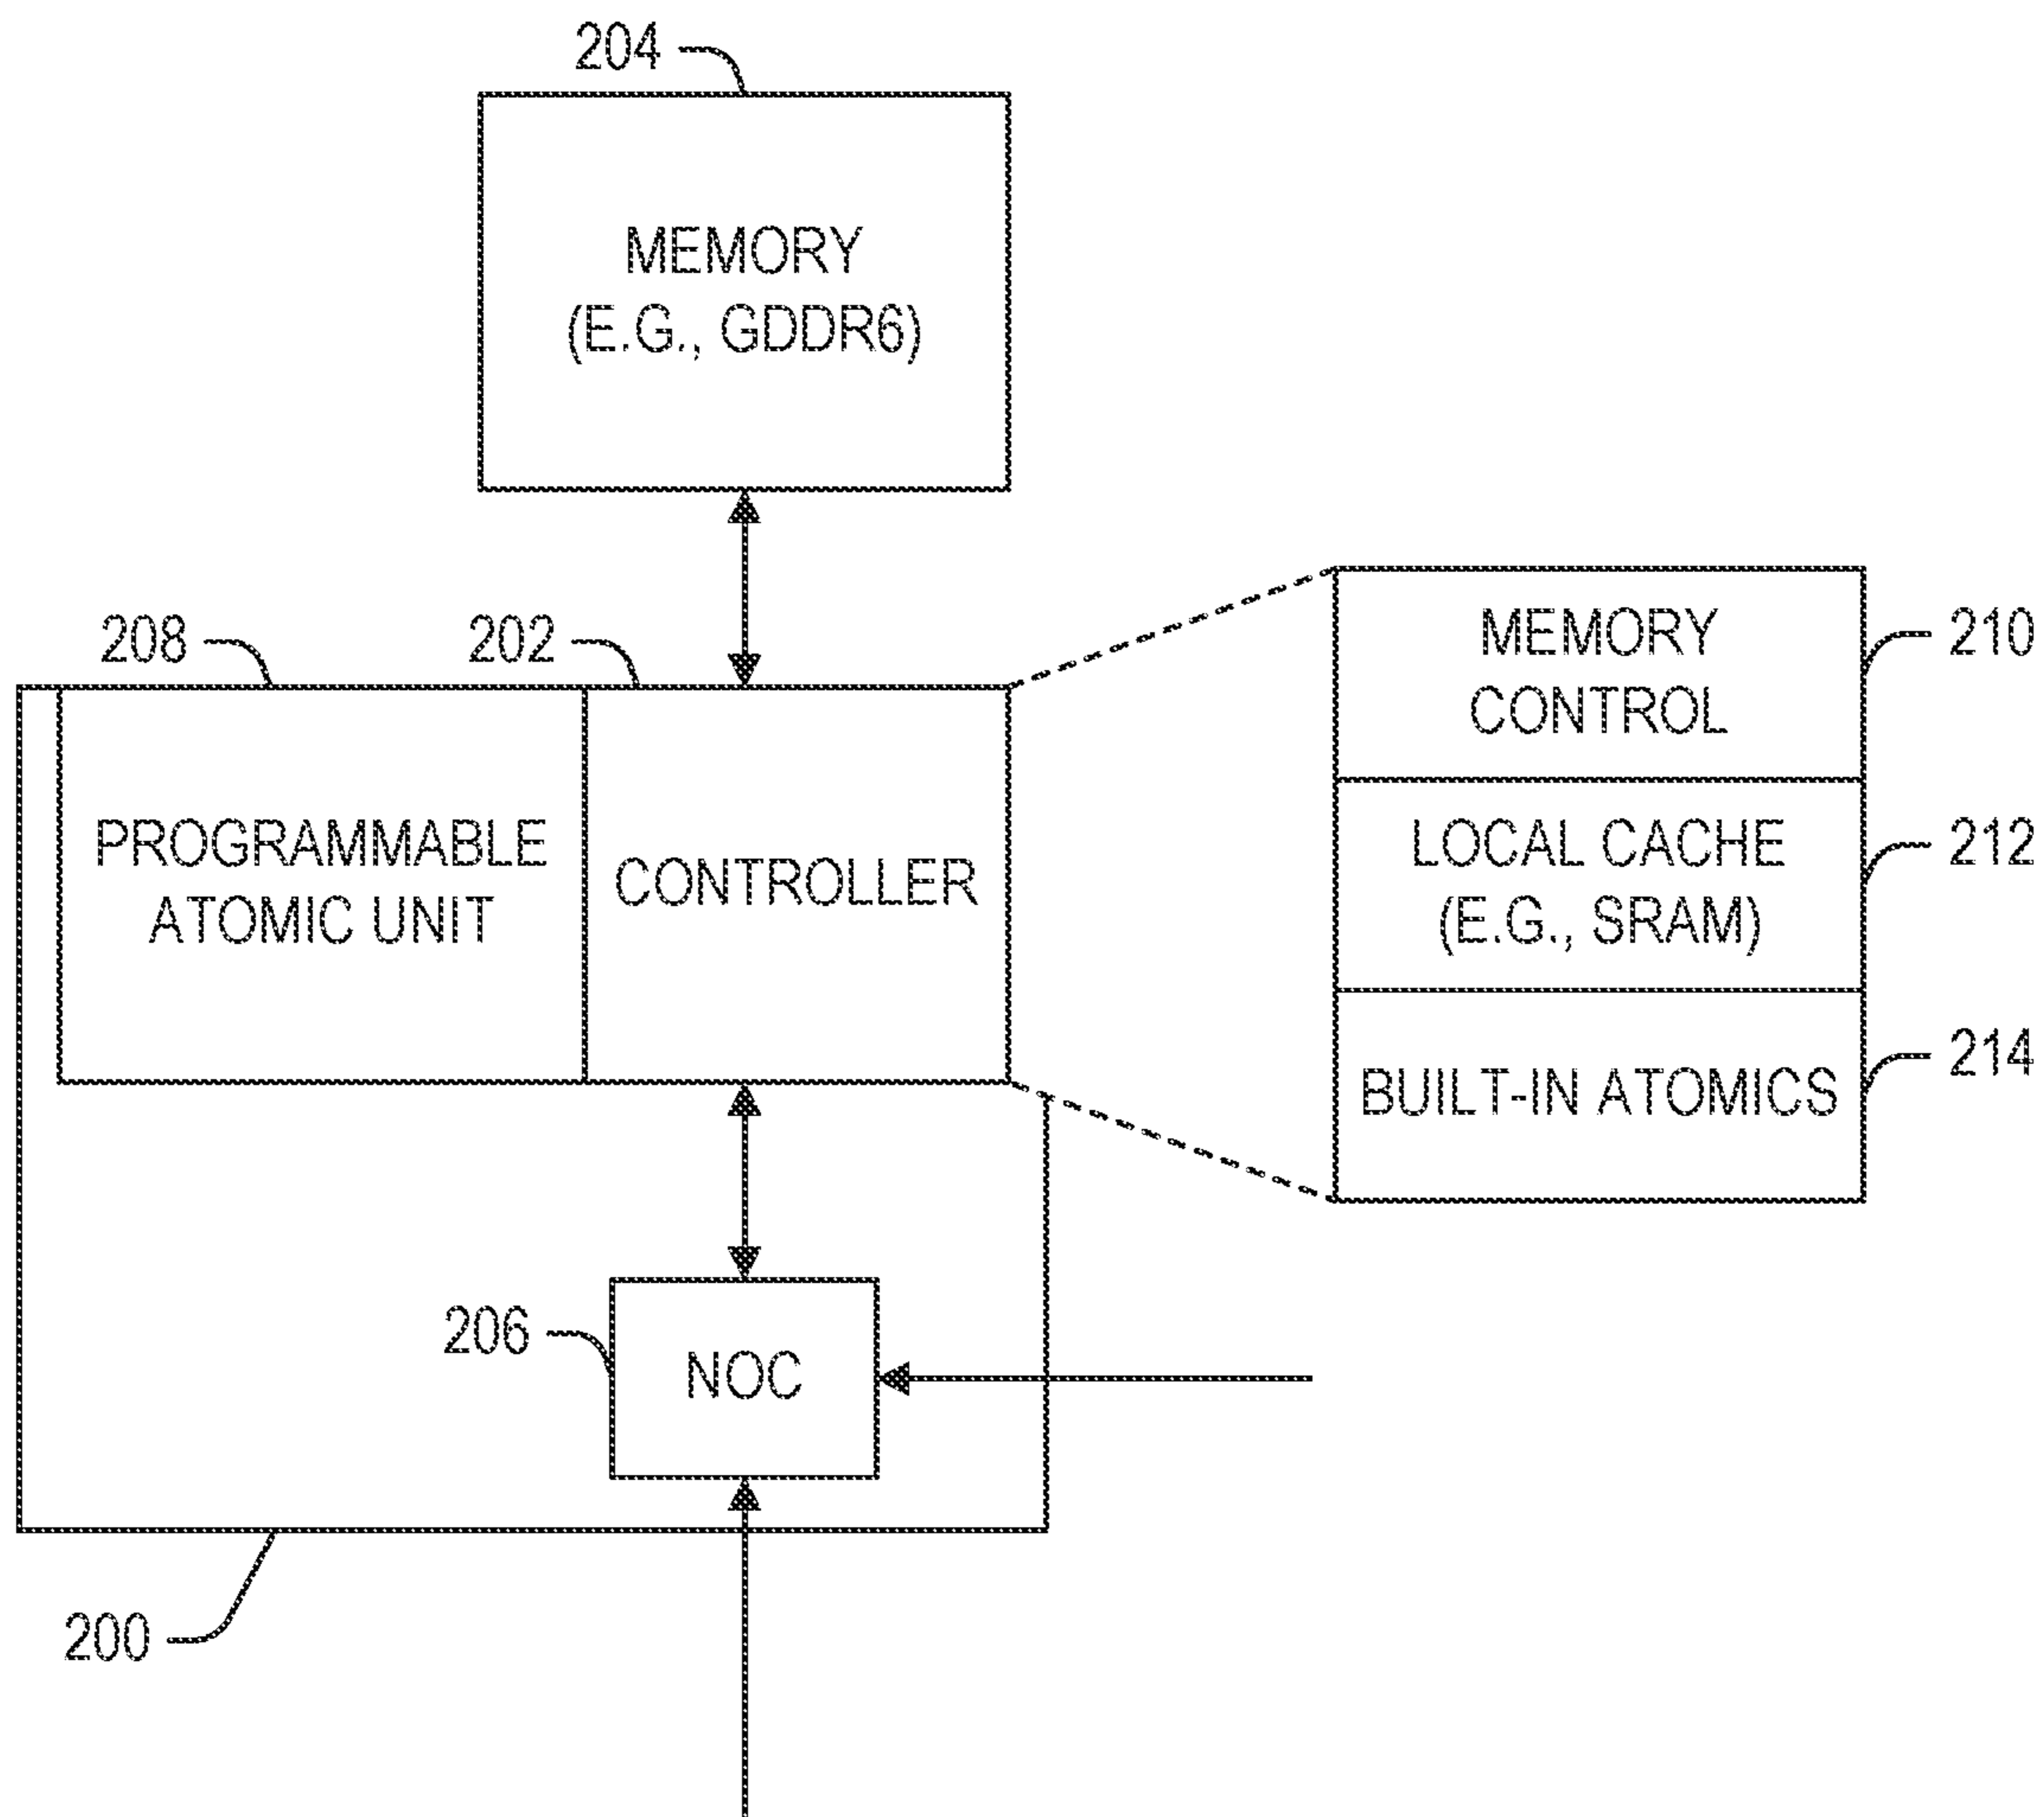 204
MEMORY
(E.G., GDDR6)
208
202
PROGRAMMABLE
ATOMIC UNIT
CONTROLLER
MEMORY
CONTROL
210
LOCAL CACHE
(E.G., SRAM)
212
BUILT-IN ATOMICS
214
206
NOC
200